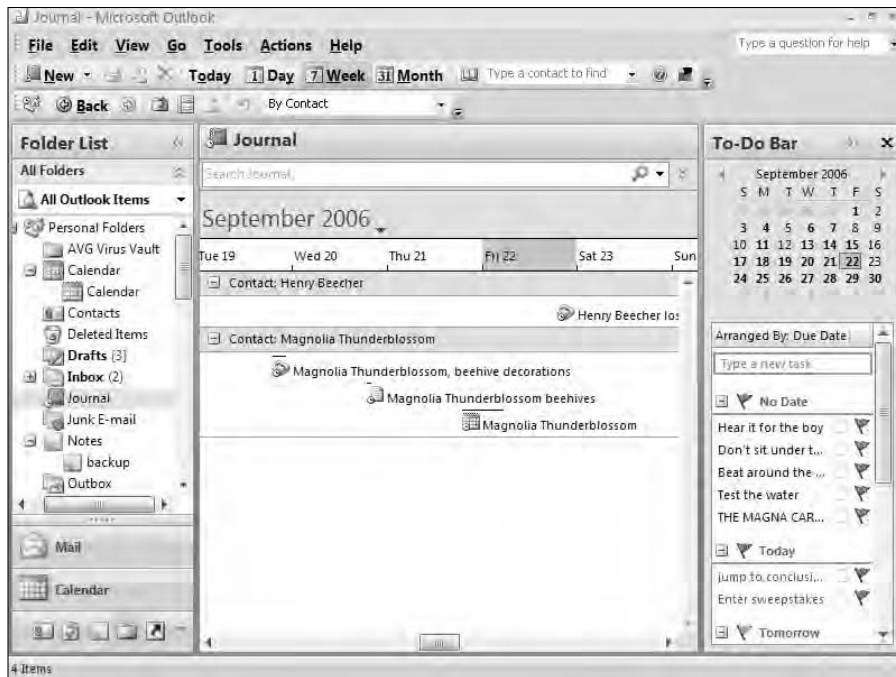 Journal - Microsoft Outlook
File Edit View Go Tools Actions Help
Type a question for help
New Today 1 Day 7 Week 31 Month Type a contact to find
Back By Contact
Folder List
All Folders
All Outlook Items
Personal Folders
AVG Virus Vault
Calendar
Calendar
Contacts
Deleted Items
Drafts [3]
Inbox (2)
Journal
Junk E-mail
Notes
backup
Outbox
Mail
Calendar
Journal
Search Journal
September 2006
Tue 19 Wed 20 Thu 21 Fri 22 Sat 23 Sun
Contact: Henry Beecher
Henry Beecher los
Contact: Magnolia Thunderblossom
Magnolia Thunderblossom, beehive decorations
Magnolia Thunderblossom beehives
Magnolia Thunderblossom
To-Do Bar
September 2006
S M T W T F S
1 2
3 4 5 6 7 8 9
10 11 12 13 14 15 16
17 18 19 20 21 22 23
24 25 26 27 28 29 30
Arranged By: Due Date
Type a new task
No Date
Hear it for the boy
Don't sit under t...
Beat around the ...
Test the water
THE MAGNA CAR...
Today
jump to conclusi...
Enter sweepstakes
Tomorrow
4 Items